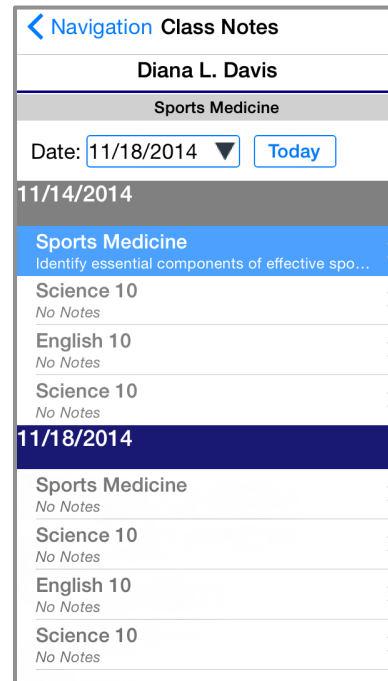 Navigation Class Notes
Diana L. Davis
Sports Medicine
Date: 11/18/2014 Today
11/14/2014
Sports Medicine
Identify essential components of effective spo...
Science 10
No Notes
English 10
No Notes
Science 10
No Notes
11/18/2014
Sports Medicine
No Notes
Science 10
No Notes
English 10
No Notes
Science 10
No Notes